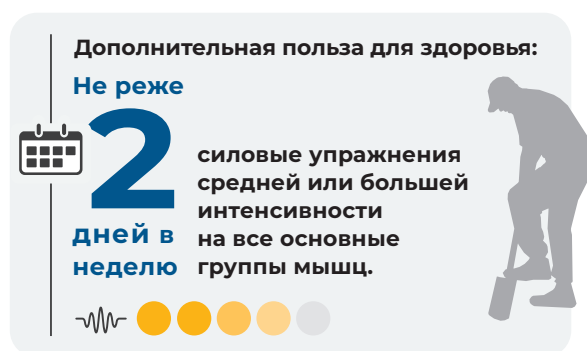 Дополнительная польза для здоровья:
Не реже
2
дней в
неделю
силовые упражнения
средней или большей
интенсивности
на все основные
группы мышц.